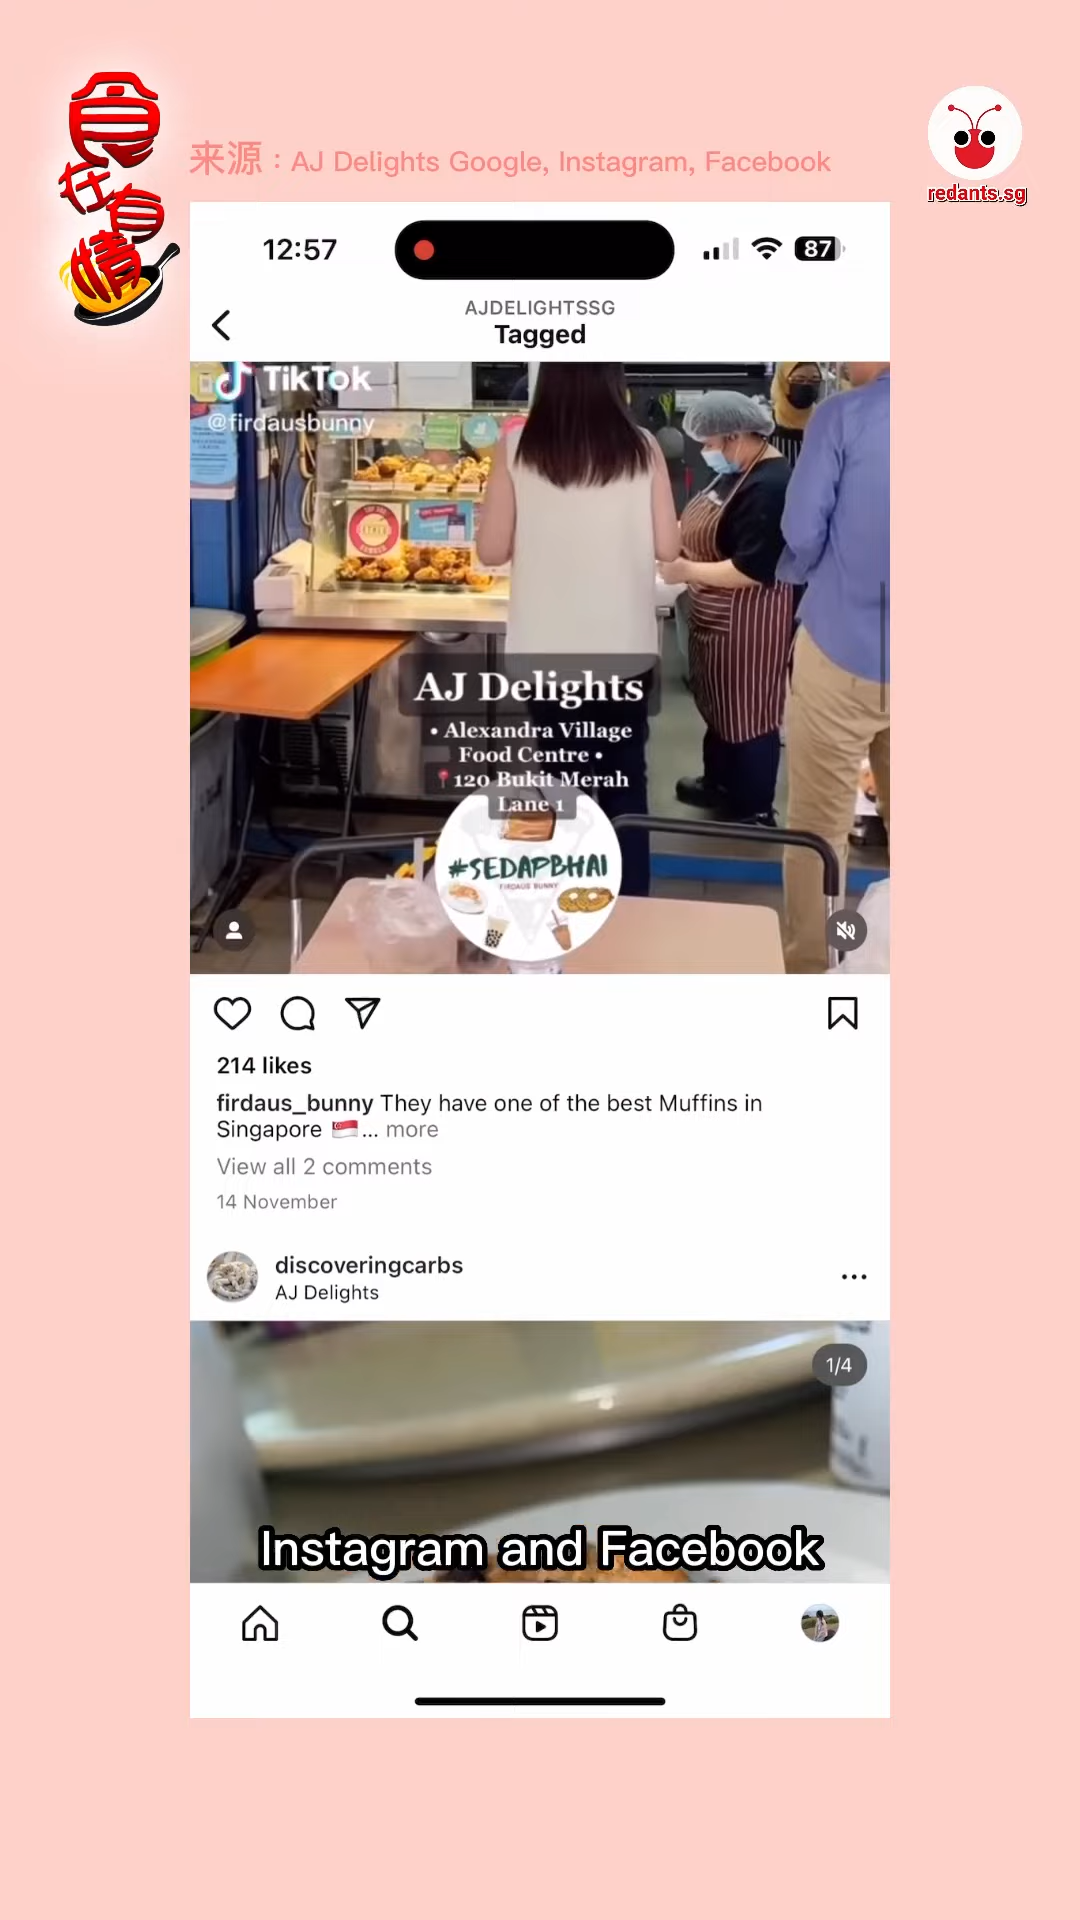 食在有情
来源：AJ Delights Google, Instagram, Facebook
redants.sg
12:57
87
AJDELIGHTSSG
Tagged
TikTok
@firdausbunny
AJ Delights
• Alexandra Village
Food Centre •
📍120 Bukit Merah
Lane 1
#SEDAPBHAI
FIRDAUS BUNNY
214 likes
firdaus_bunny They have one of the best Muffins in
Singapore 🇸🇬... more
View all 2 comments
14 November
discoveringcarbs
AJ Delights
1/4
Instagram and Facebook